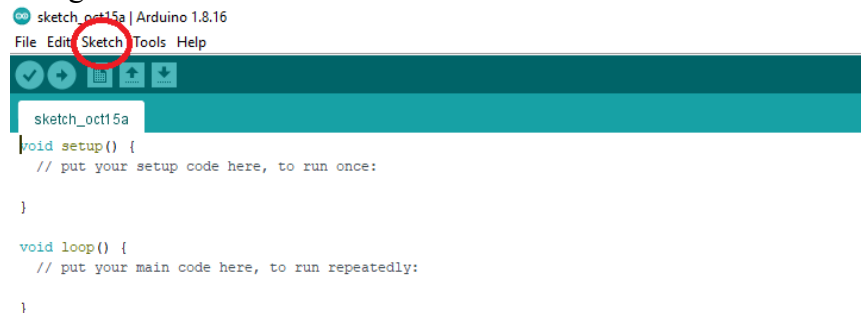 sketch_oct15a | Arduino 1.8.16
File Edit Sketch Tools Help
sketch_oct15a
void setup() {
  // put your setup code here, to run once:
}
void loop() {
  // put your main code here, to run repeatedly:
}